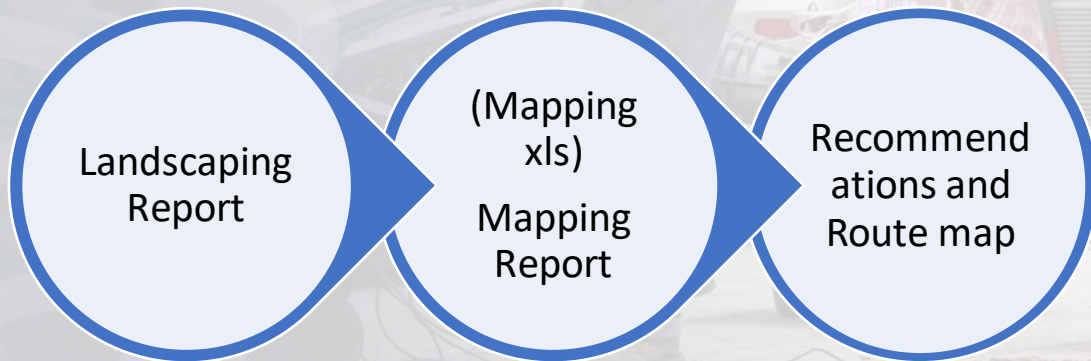 Landscaping
Report
(Mapping
xls)
Mapping
Report
Recommend
ations and
Route map